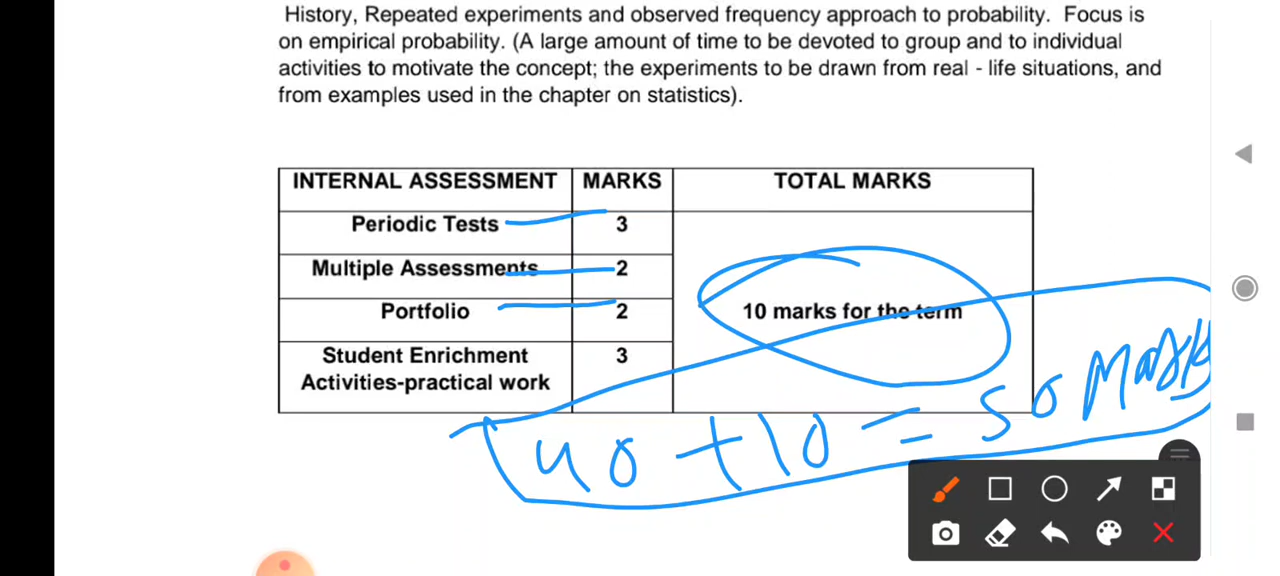 History, Repeated experiments and observed frequency approach to probability. Focus is
on empirical probability. (A large amount of time to be devoted to group and to individual
activities to motivate the concept; the experiments to be drawn from real - life situations, and
from examples used in the chapter on statistics).
INTERNAL ASSESSMENT MARKS TOTAL MARKS
Periodic Tests 3
Multiple Assessments 2
Portfolio 2
10 marks for the term
Student Enrichment 3
Activities-practical work
40 + 10 = 50 Marks